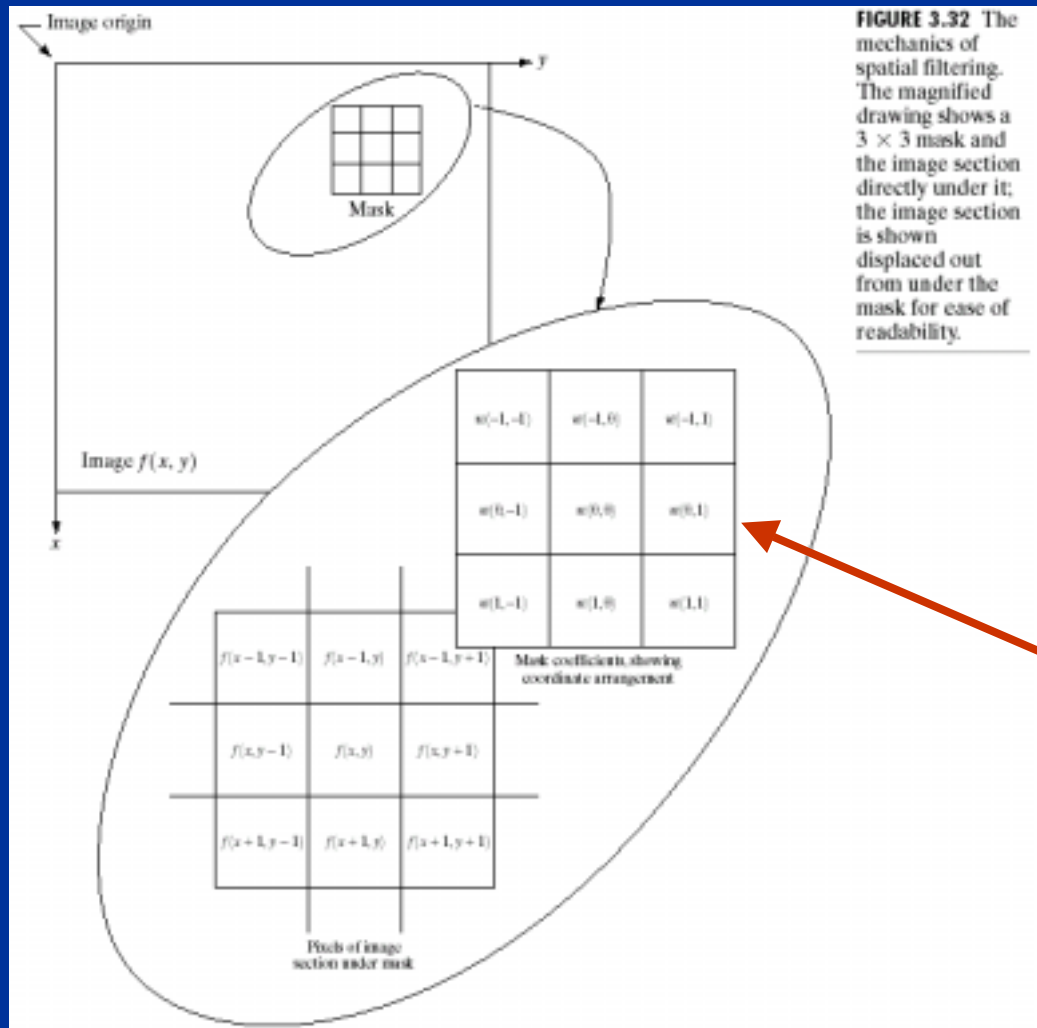 Image origin
y
Mask
Image f(x, y)
x
FIGURE 3.32 The
mechanics of
spatial filtering.
The magnified
drawing shows a
3 × 3 mask and
the image section
directly under it;
the image section
is shown
displaced out
from under the
mask for ease of
readability.
w(−1, −1) w(−1, 0) w(−1, 1)
w(0, −1) w(0, 0) w(0, 1)
w(1, −1) w(1, 0) w(1, 1)
Mask coefficients, showing
coordinate arrangement
f(x − 1, y − 1) f(x − 1, y) f(x − 1, y + 1)
f(x, y − 1) f(x, y) f(x, y + 1)
f(x + 1, y − 1) f(x + 1, y) f(x + 1, y + 1)
Pixels of image
section under mask